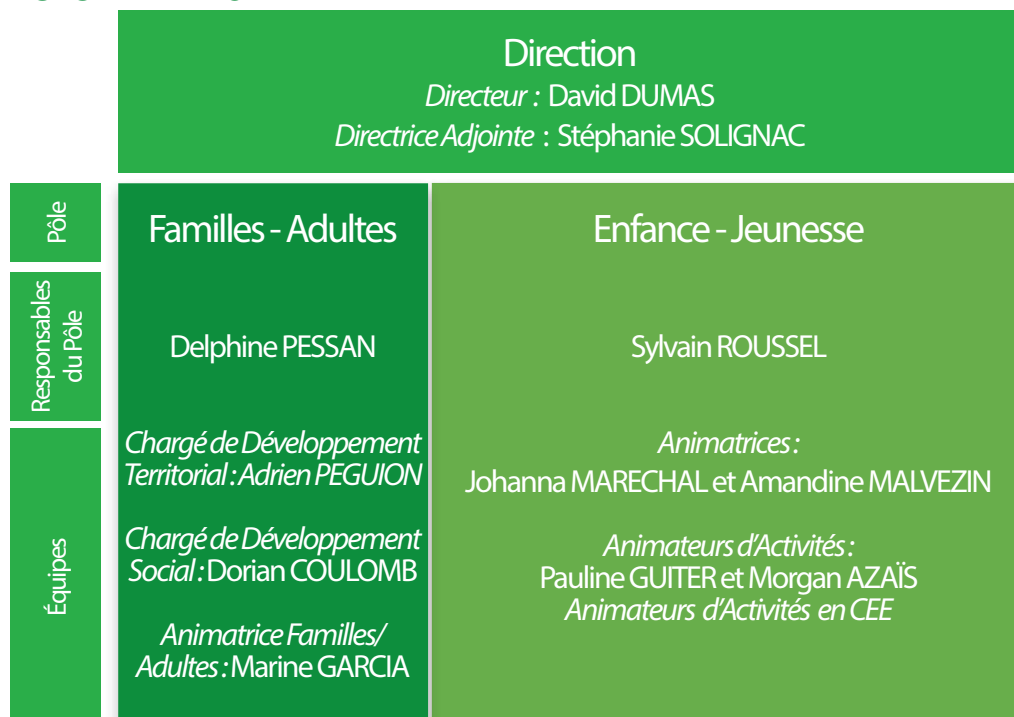 Direction
Directeur : David DUMAS
Directrice Adjointe : Stéphanie SOLIGNAC
Pôle
Familles - Adultes
Enfance - Jeunesse
Responsables
du Pôle
Delphine PESSAN
Sylvain ROUSSEL
Équipes
Chargé de Développement
Territorial : Adrien PEGUION
Chargé de Développement
Social : Dorian COULOMB
Animatrice Familles/
Adultes : Marine GARCIA
Animatrices :
Johanna MARECHAL et Amandine MALVEZIN
Animateurs d'Activités :
Pauline GUITER et Morgan AZAÏS
Animateurs d'Activités en CEE